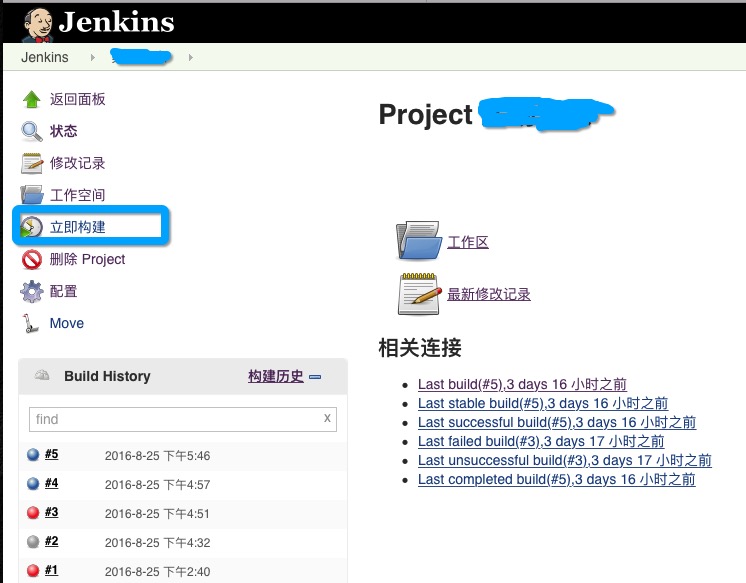 Jenkins
Jenkins
返回面板
状态
修改记录
工作空间
立即构建
删除 Project
配置
Move
Project
工作区
最新修改记录
相关连接
Last build(#5),3 days 16 小时之前
Last stable build(#5),3 days 16 小时之前
Last successful build(#5),3 days 16 小时之前
Last failed build(#3),3 days 17 小时之前
Last unsuccessful build(#3),3 days 17 小时之前
Last completed build(#5),3 days 16 小时之前
Build History 构建历史
find x
#5 2016-8-25 下午5:46
#4 2016-8-25 下午4:57
#3 2016-8-25 下午4:51
#2 2016-8-25 下午4:32
#1 2016-8-25 下午2:40